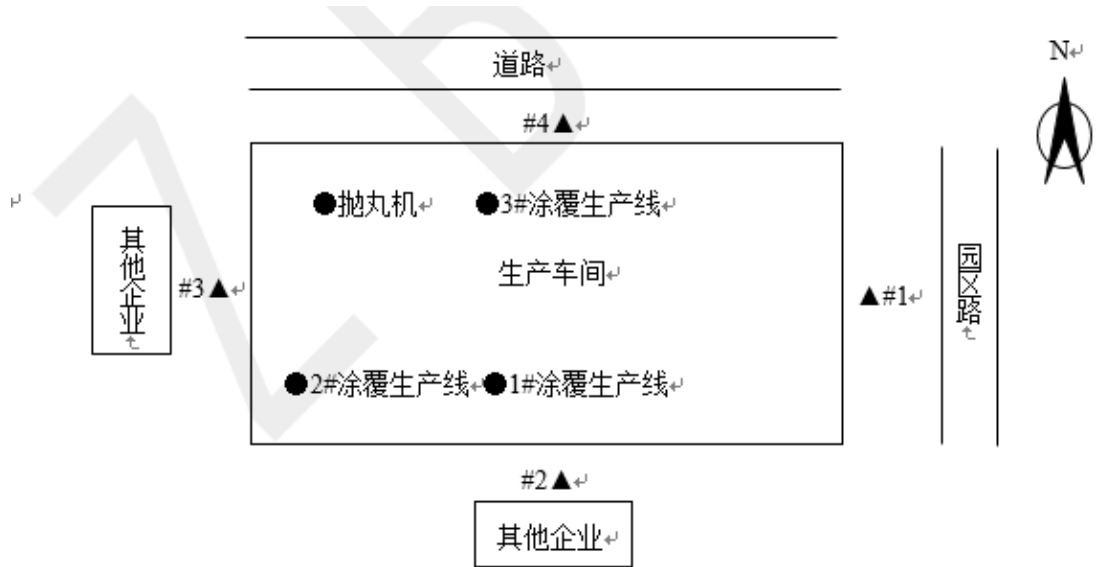 道路
N
#4▲
●抛丸机 ●3#涂覆生产线
其他企业
生产车间
#3▲
▲#1
园区路
●2#涂覆生产线 ●1#涂覆生产线
#2▲
其他企业